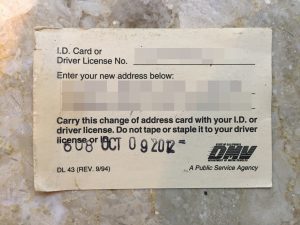 I.D. Card or
Driver License No.
Enter your new address below:
Carry this change of address card with your I.D. or
driver license. Do not tape or staple it to your driver
license or
608 OCT 09 2012
DMV
A Public Service Agency
DL 43 (REV. 9/94)